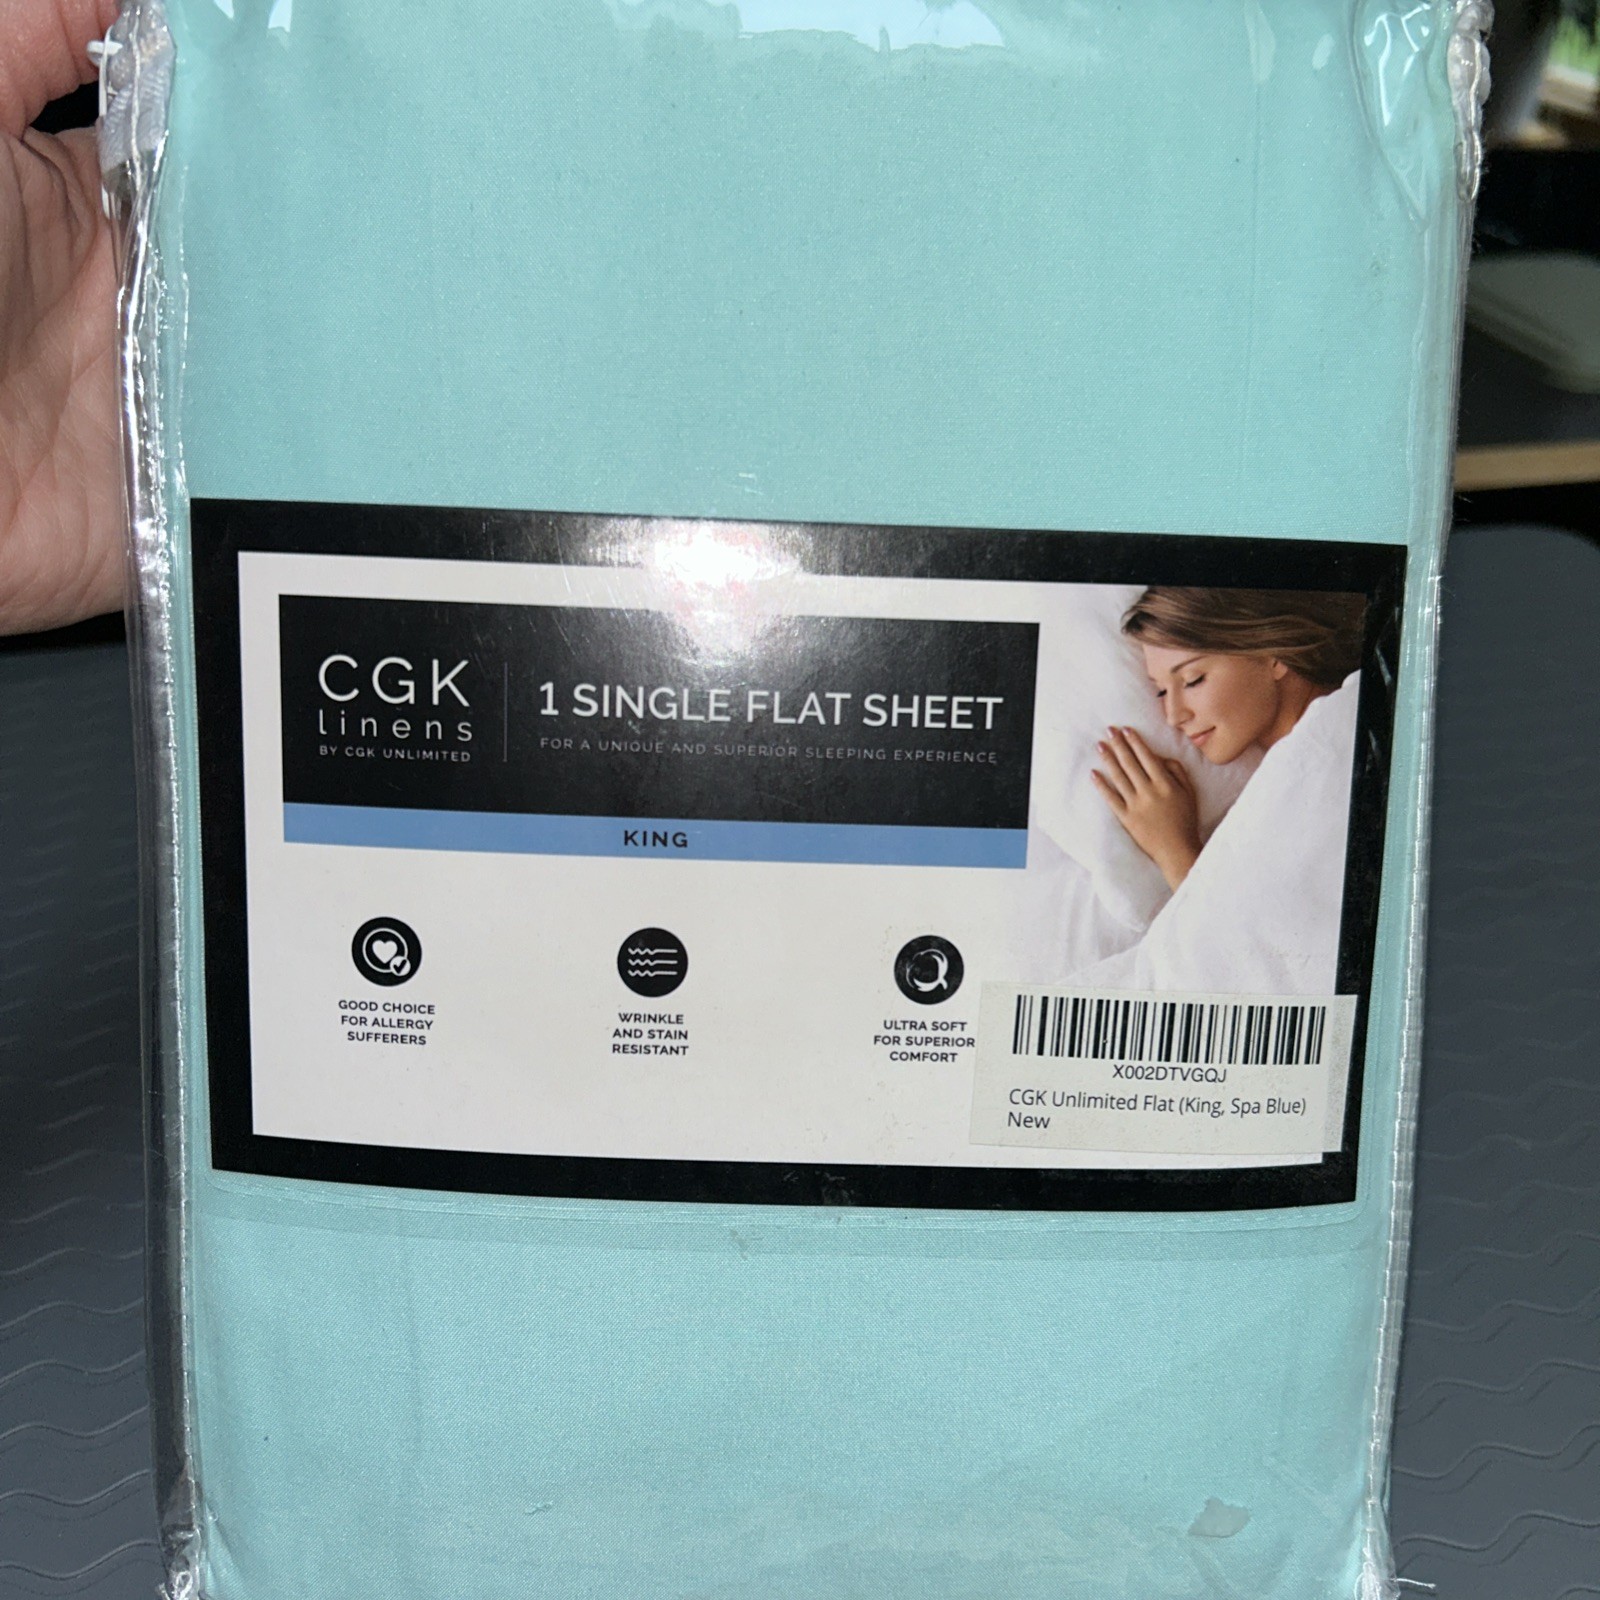 CGK
linens
BY CGK UNLIMITED
1 SINGLE FLAT SHEET
FOR A UNIQUE AND SUPERIOR SLEEPING EXPERIENCE
KING
GOOD CHOICE
FOR ALLERGY
SUFFERERS
WRINKLE
AND STAIN
RESISTANT
ULTRA SOFT
FOR SUPERIOR
COMFORT
X002DTVGQJ
CGK Unlimited Flat (King, Spa Blue)
New